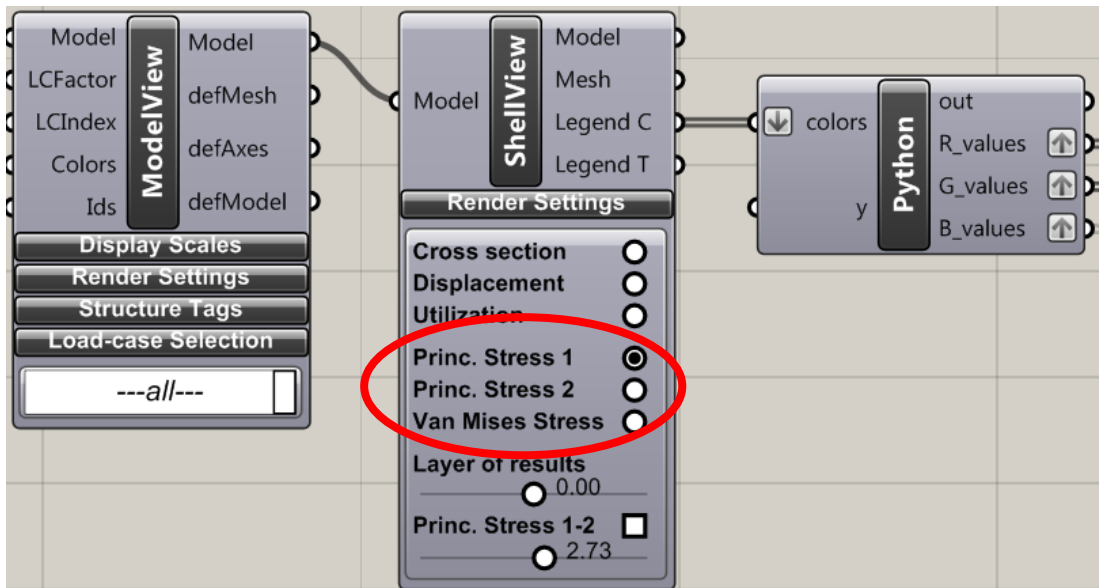 Model
LCFactor
LCIndex
Colors
Ids
ModelView
Model
defMesh
defAxes
defModel
Display Scales
Render Settings
Structure Tags
Load-case Selection
---all---
Model
ShellView
Model
Mesh
Legend C
Legend T
Render Settings
Cross section
Displacement
Utilization
Princ. Stress 1
Princ. Stress 2
Van Mises Stress
Layer of results
0.00
Princ. Stress 1-2
2.73
colors
y
Python
out
R_values
G_values
B_values